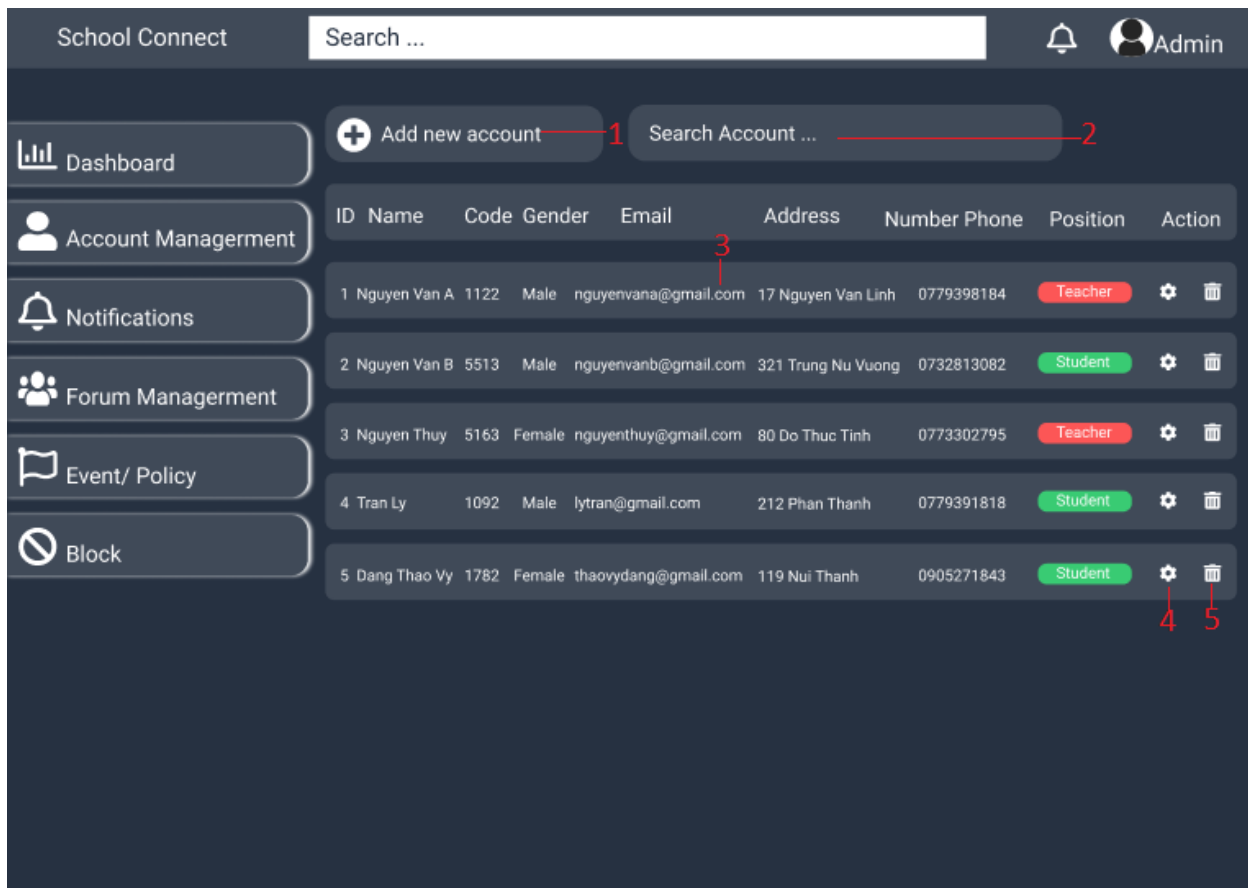 School Connect Search ... Admin
Add new account 1 Search Account ... 2
Dashboard
Account Managerment
Notifications
Forum Managerment
Event/ Policy
Block
ID Name Code Gender Email Address Number Phone Position Action
3
1 Nguyen Van A 1122 Male nguyenvana@gmail.com 17 Nguyen Van Linh 0779398184 Teacher
2 Nguyen Van B 5513 Male nguyenvanb@gmail.com 321 Trung Nu Vuong 0732813082 Student
3 Nguyen Thuy 5163 Female nguyenthuy@gmail.com 80 Do Thuc Tinh 0773302795 Teacher
4 Tran Ly 1092 Male lytran@gmail.com 212 Phan Thanh 0779391818 Student
5 Dang Thao Vy 1782 Female thaovydang@gmail.com 119 Nui Thanh 0905271843 Student
4 5